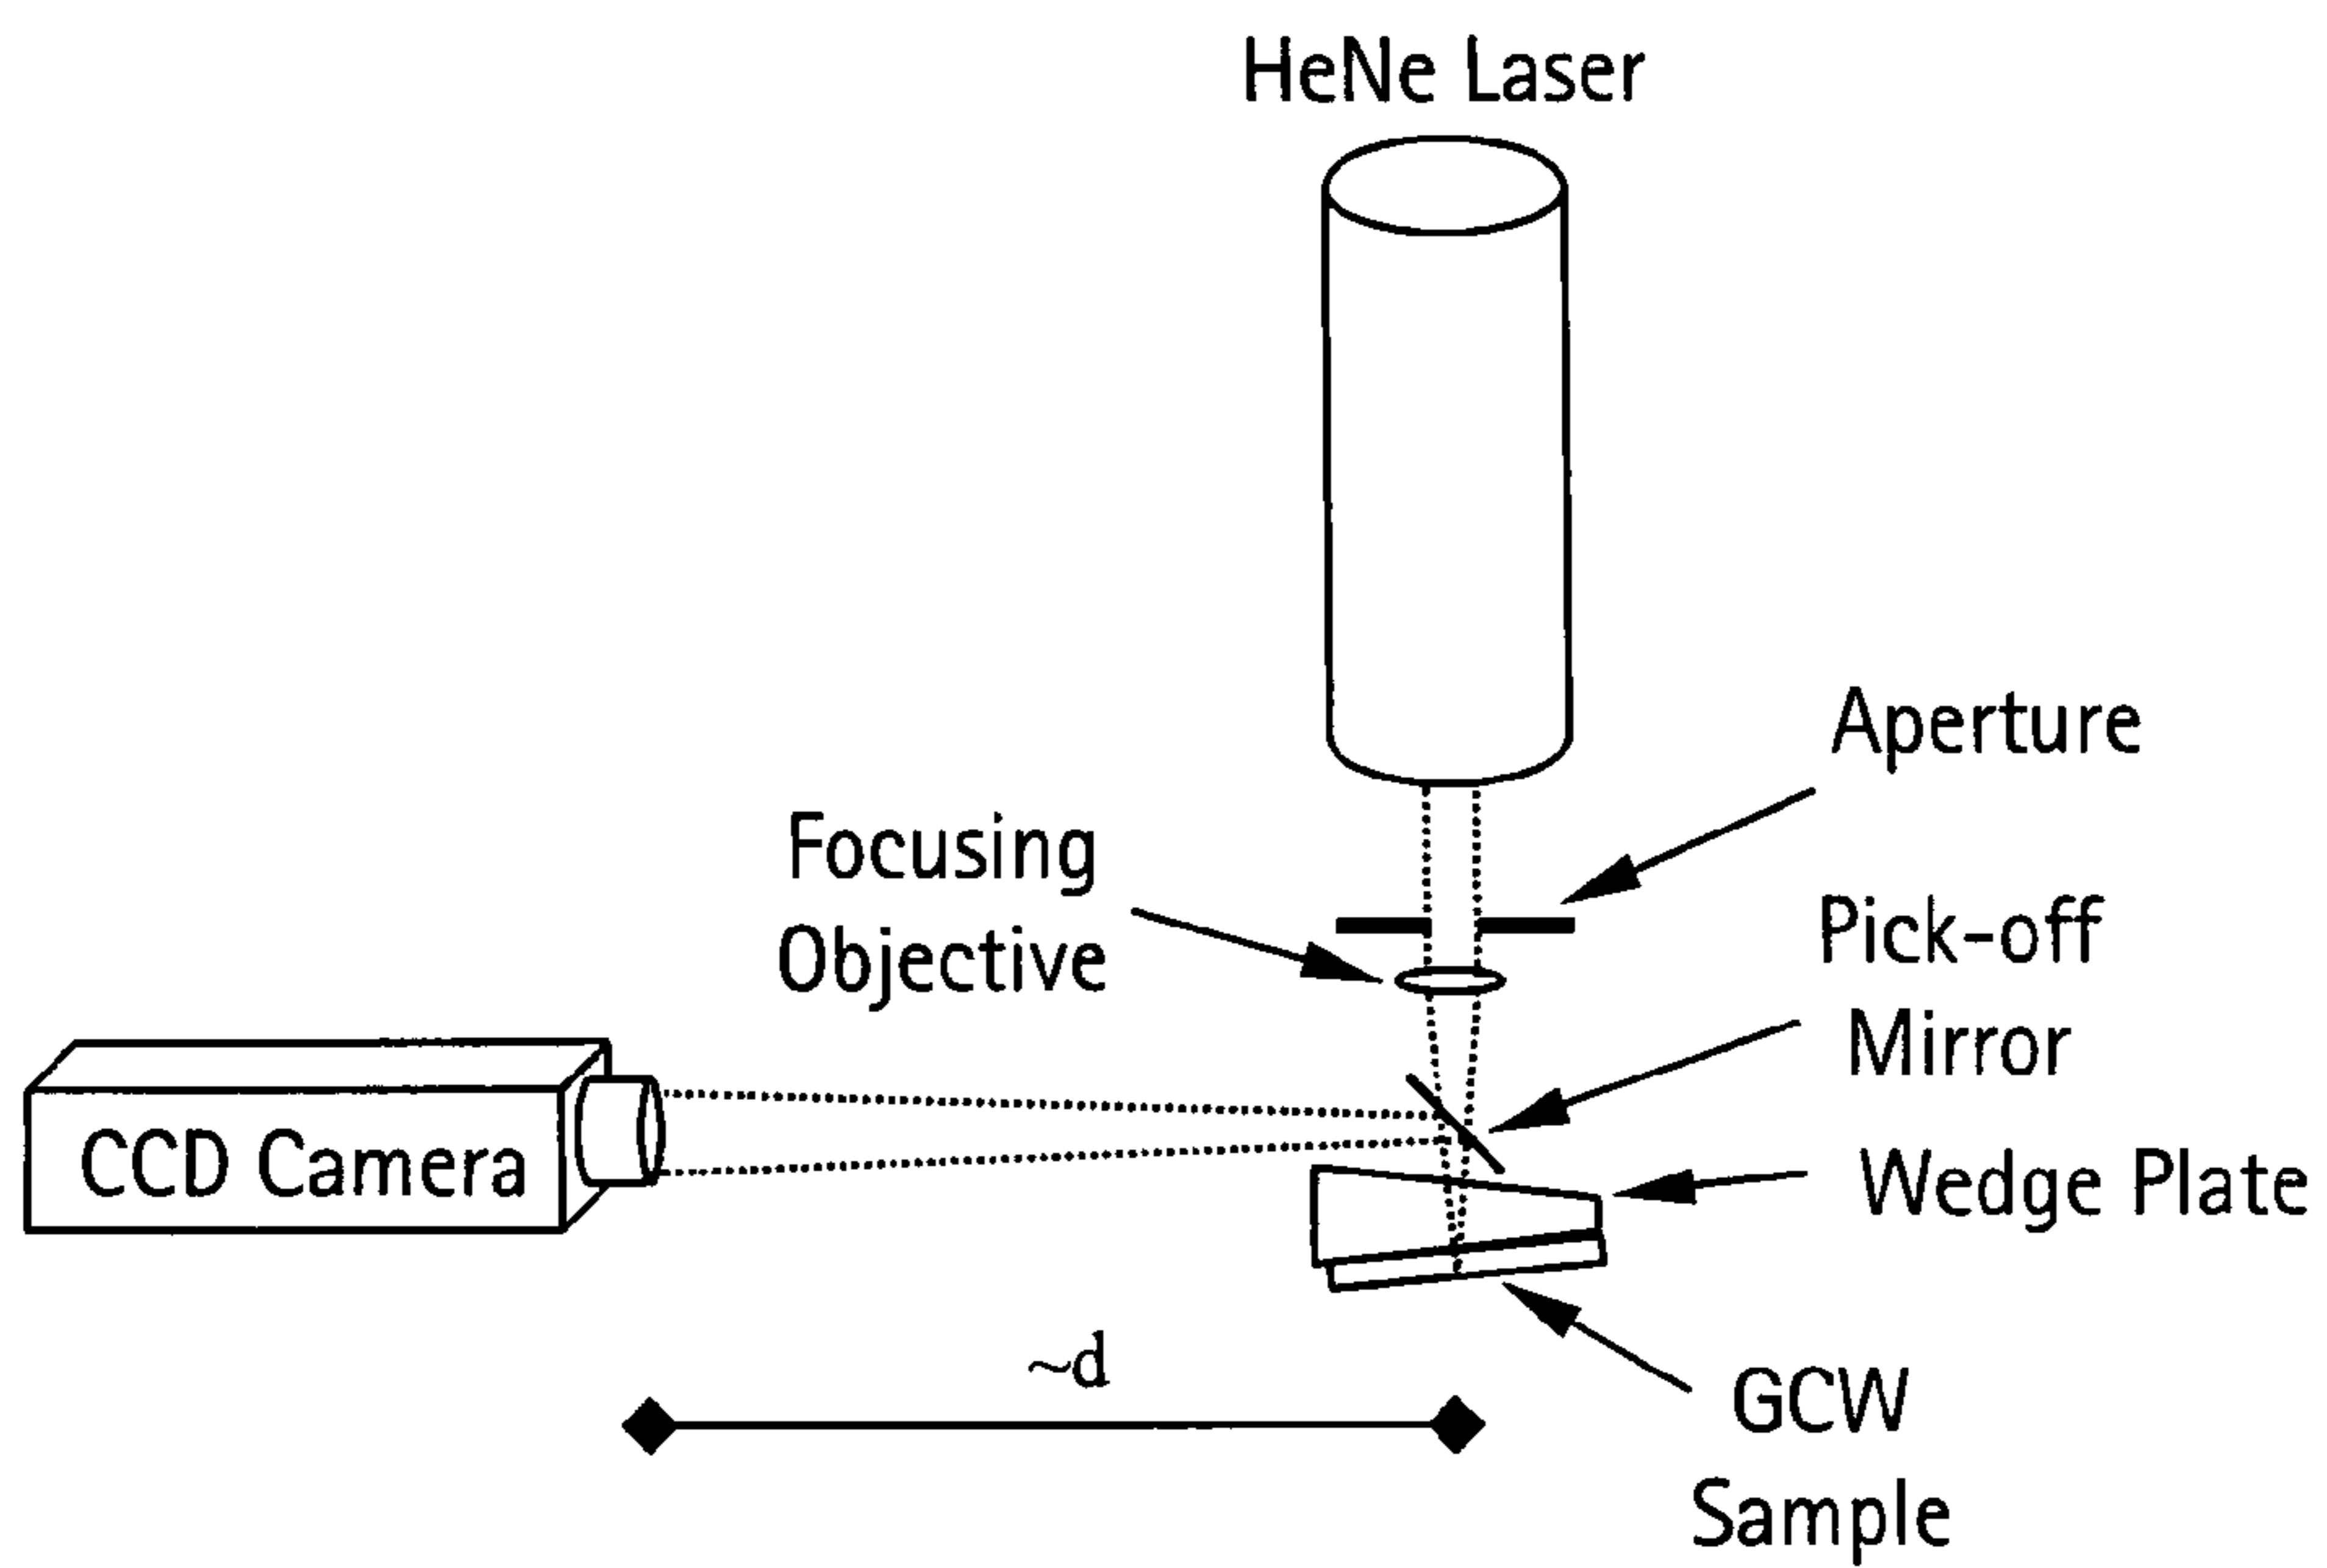 HeNe Laser
Aperture
Focusing
Objective
Pick-off
Mirror
CCD Camera
Wedge Plate
~d
GCW
Sample